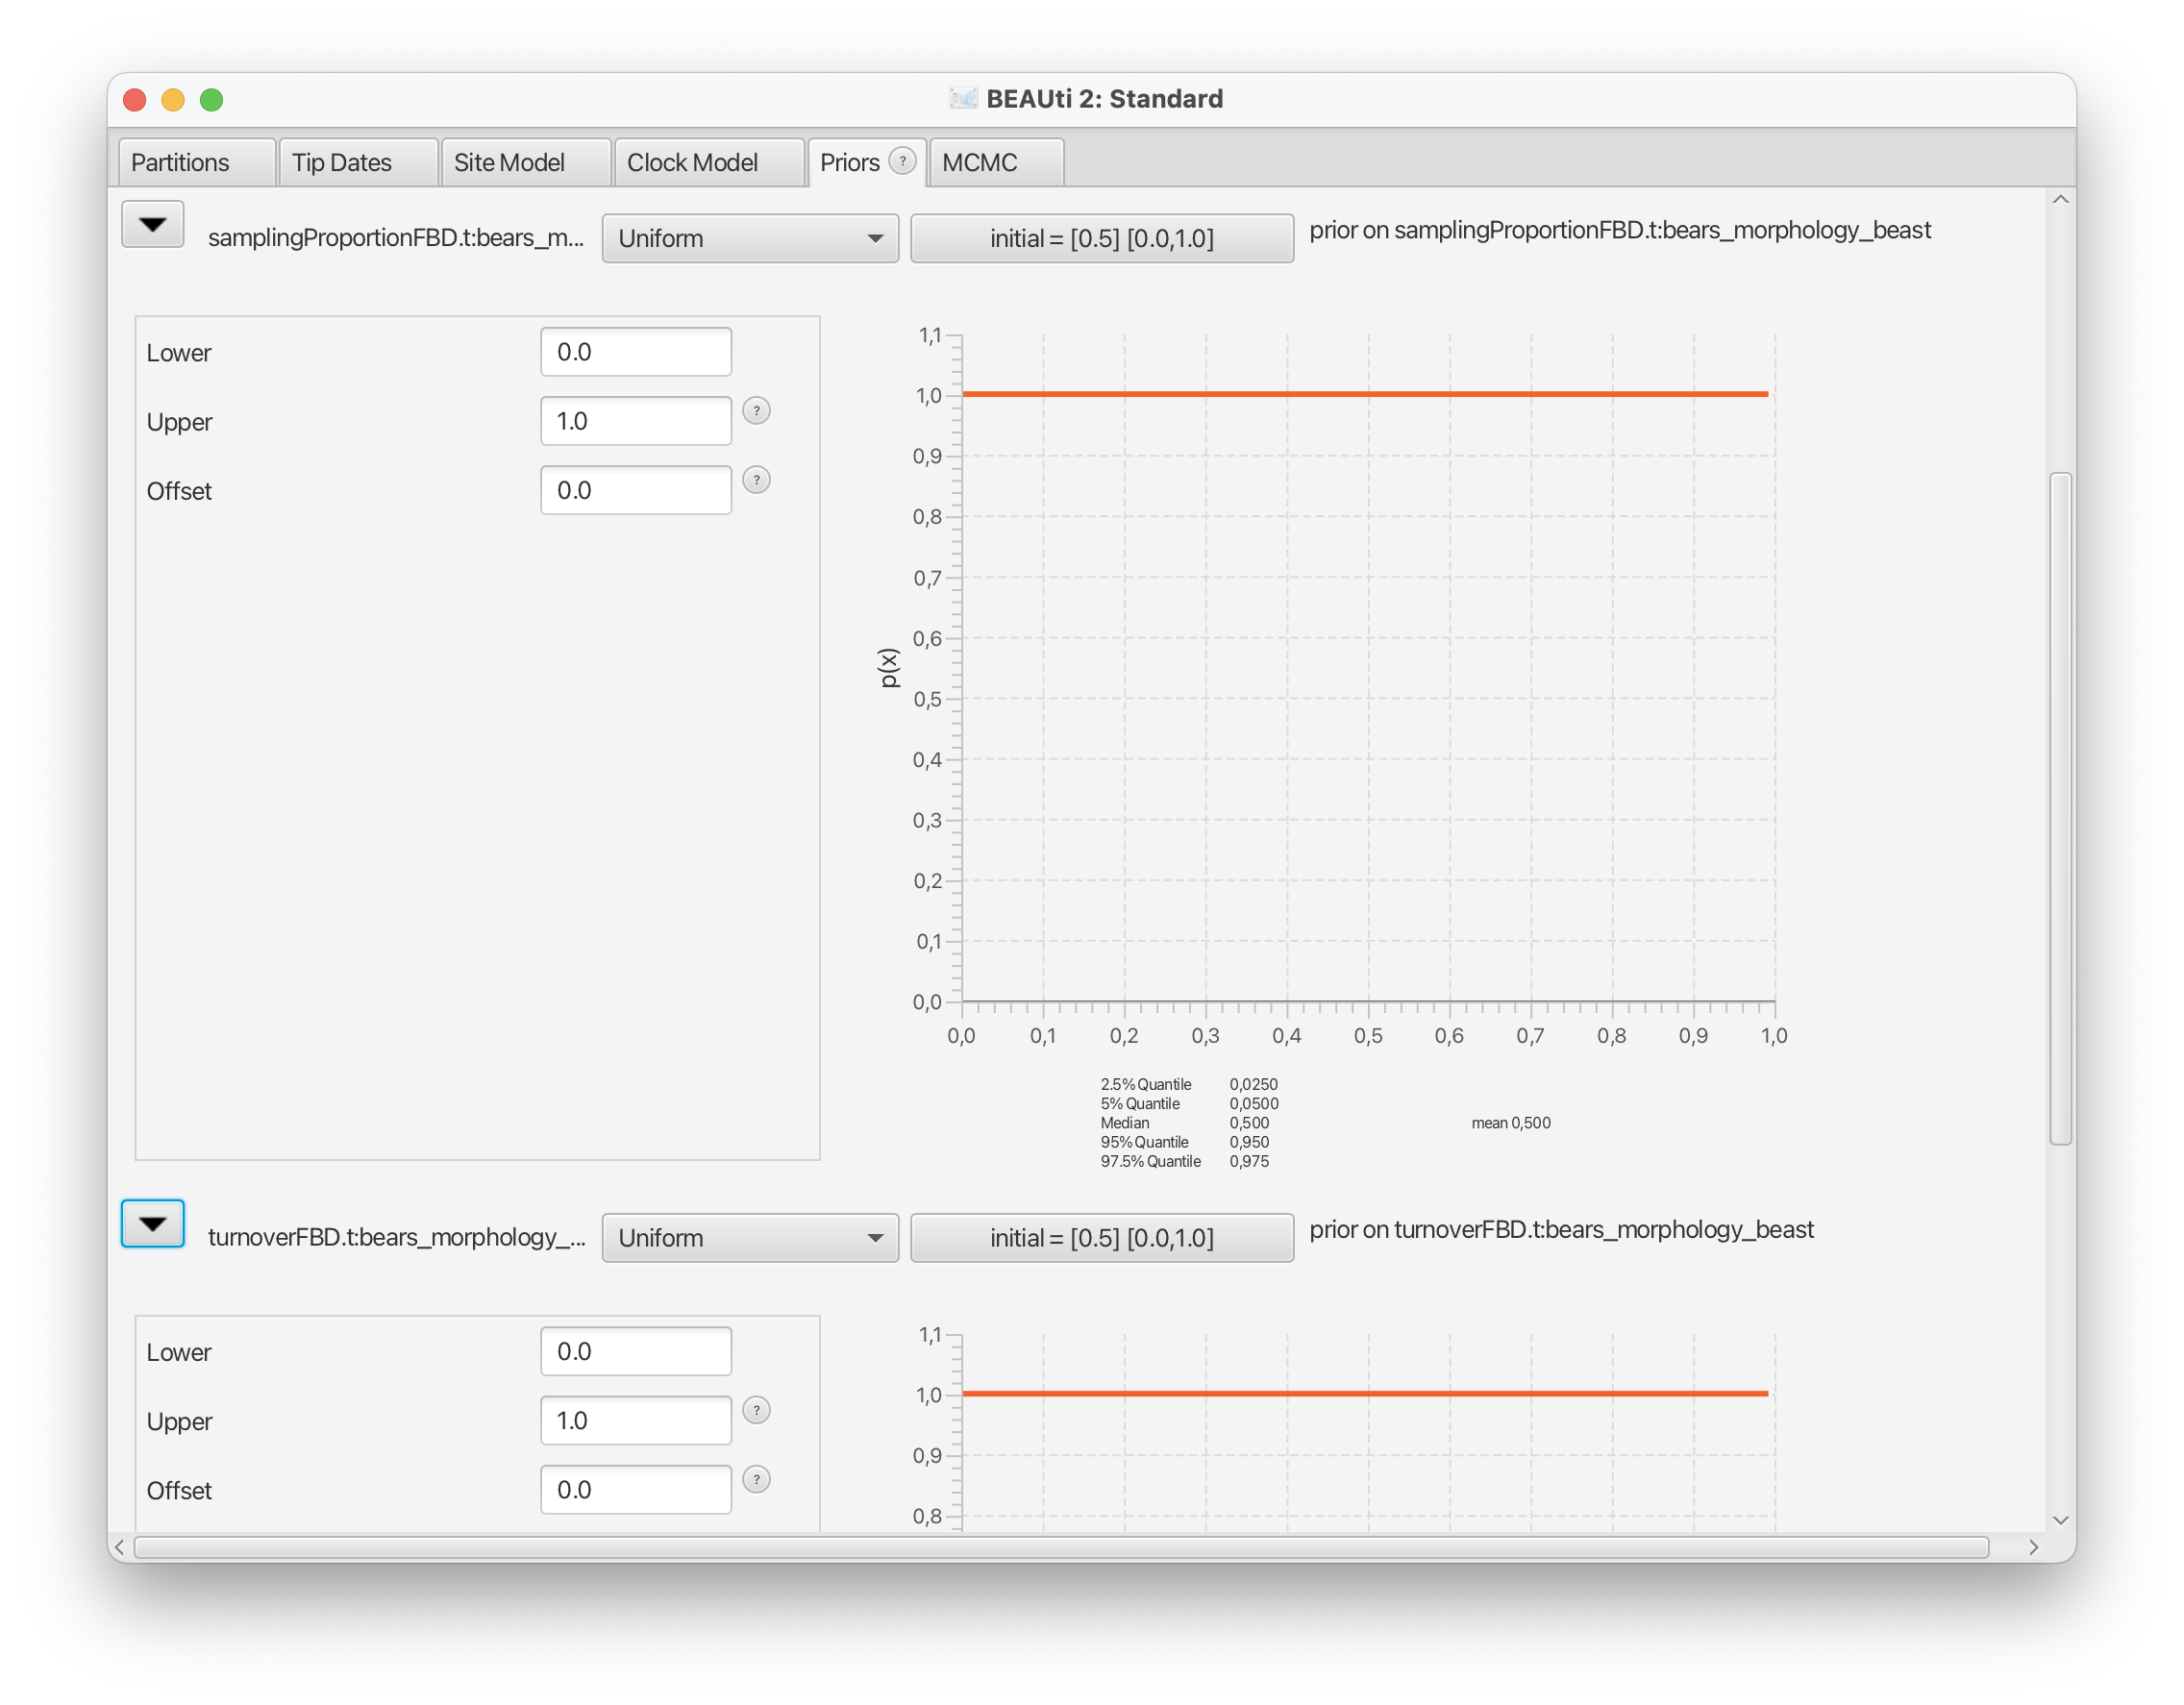 BEAUti 2: Standard
Partitions
Tip Dates
Site Model
Clock Model
Priors ?
MCMC
samplingProportionFBD.t:bears_m... Uniform initial = [0.5] [0.0,1.0] prior on samplingProportionFBD.t:bears_morphology_beast
Lower 0.0
Upper 1.0 ?
Offset 0.0 ?
p(x)
1,1
1,0
0,9
0,8
0,7
0,6
0,5
0,4
0,3
0,2
0,1
0,0
0,0 0,1 0,2 0,3 0,4 0,5 0,6 0,7 0,8 0,9 1,0
2.5% Quantile 0,0250
5% Quantile 0,0500
Median 0,500
mean 0,500
95% Quantile 0,950
97.5% Quantile 0,975
turnoverFBD.t:bears_morphology_... Uniform initial = [0.5] [0.0,1.0] prior on turnoverFBD.t:bears_morphology_beast
Lower 0.0
Upper 1.0 ?
Offset 0.0 ?
1,1
1,0
0,9
0,8